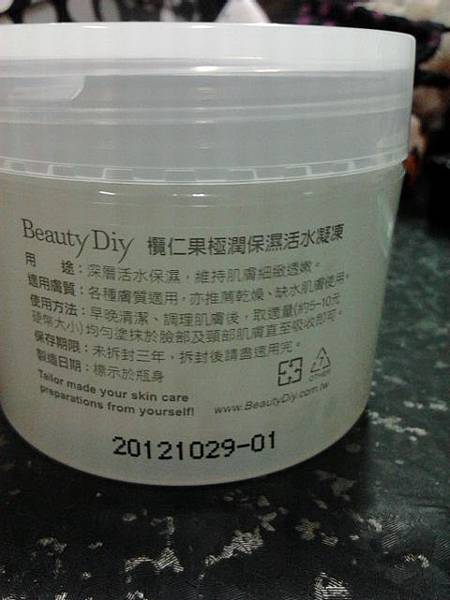 Beauty Diy 欖仁果極潤保濕活水凝凍
用　　途：深層活水保濕，維持肌膚細緻透嫩。
適用膚質：各種膚質適用，亦推薦乾燥、缺水肌膚使用。
使用方法：早晚清潔、調理肌膚後，取適量(約5-10元
硬幣大小)均勻塗抹於臉部及頸部肌膚直至吸收即可。
保存期限：未拆封三年，拆封後請盡速用完。
製造日期：標示於瓶身
Tailor made your skin care
preparations from yourself!
www.BeautyDiy.com.tw
20121029-01